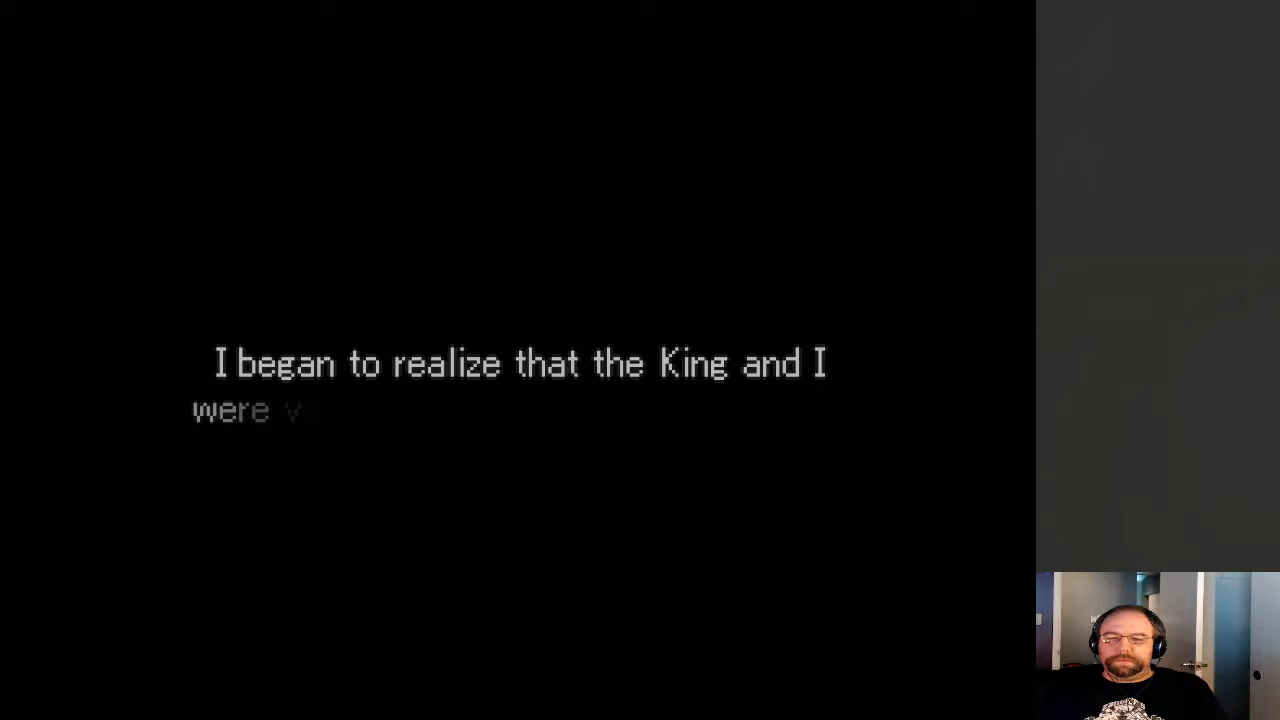 I began to realize that the King and I
were v